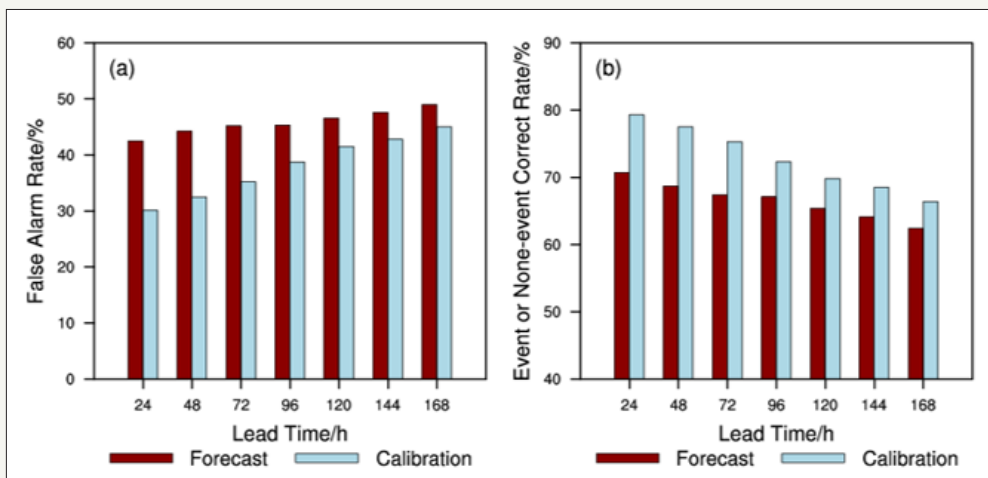 (a)
False Alarm Rate/%
60
50
40
30
20
10
0
24 48 72 96 120 144 168
Lead Time/h
Forecast Calibration
(b)
Event or None-event Correct Rate/%
90
80
70
60
50
40
24 48 72 96 120 144 168
Lead Time/h
Forecast Calibration